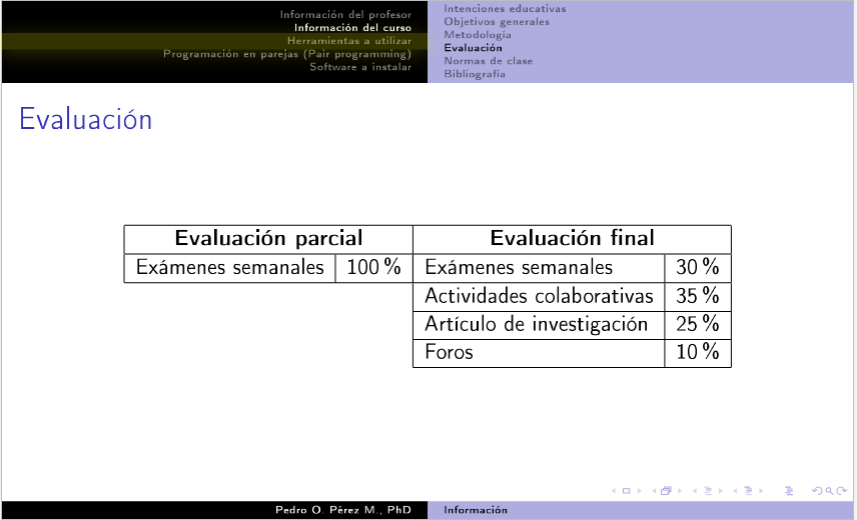 Información del profesor
Información del curso
Herramientas a utilizar
Programación en parejas (Pair programming)
Software a instalar
Intenciones educativas
Objetivos generales
Metodología
Evaluación
Normas de clase
Bibliografía
Evaluación
Evaluación parcial Evaluación final
Exámenes semanales 100 % Exámenes semanales 30 %
Actividades colaborativas 35 %
Artículo de investigación 25 %
Foros 10 %
Pedro O. Pérez M., PhD Información